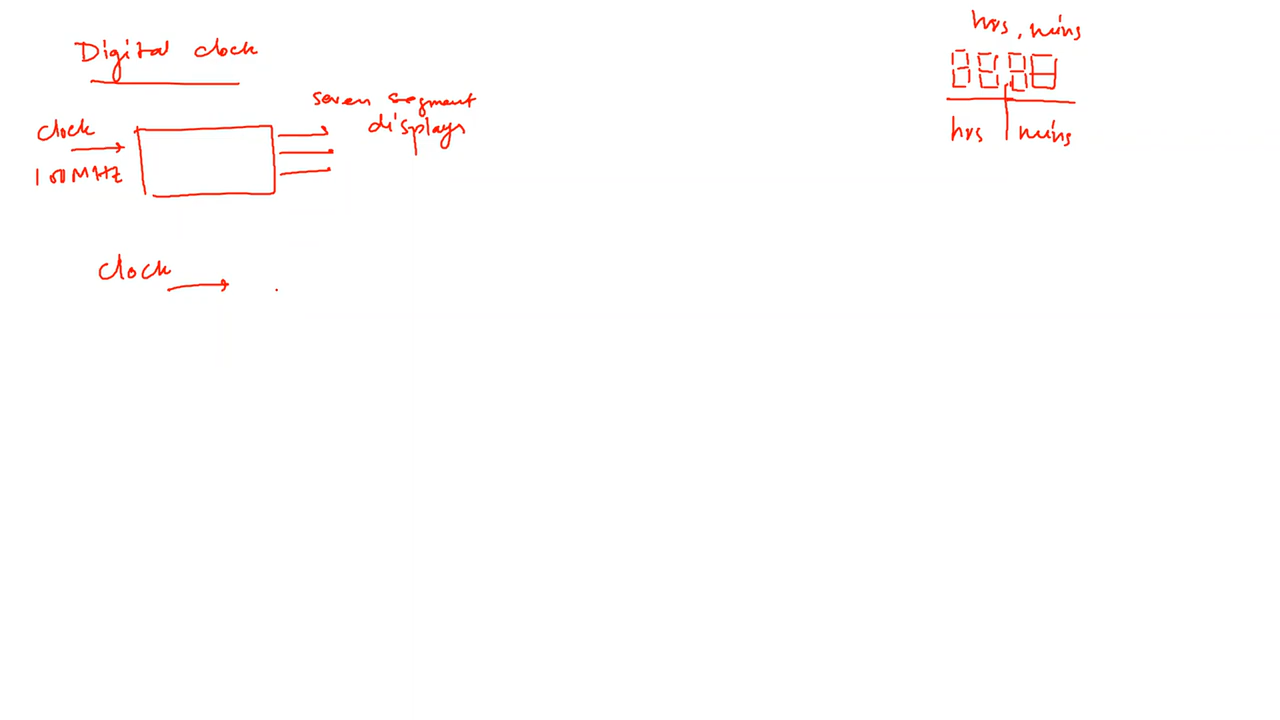 Digital clock
hrs, mins
88.88
hrs mins
seven segment
displays
clock
100MHZ
clock